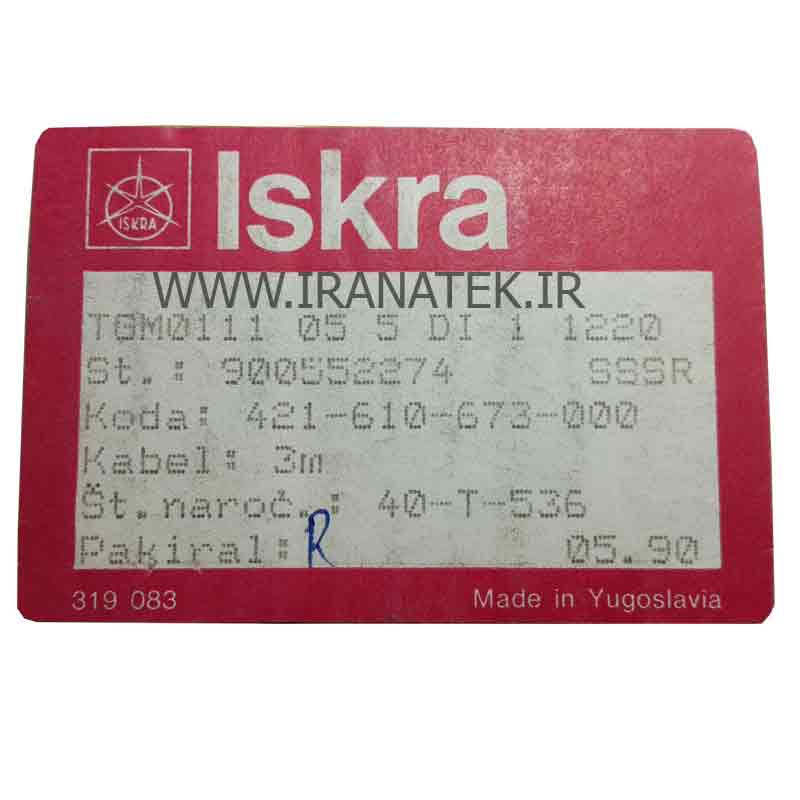 ISKRA
Iskra
WWW.IRANATEK.IR
TGM0111 05 5 DI 1 1220
Št.: 900552274 SSSR
Koda: 421-610-673-000
Kabel: 3m
Št.naroč.: 40-T-536
Pakiral: R 05.90
319 083 Made in Yugoslavia